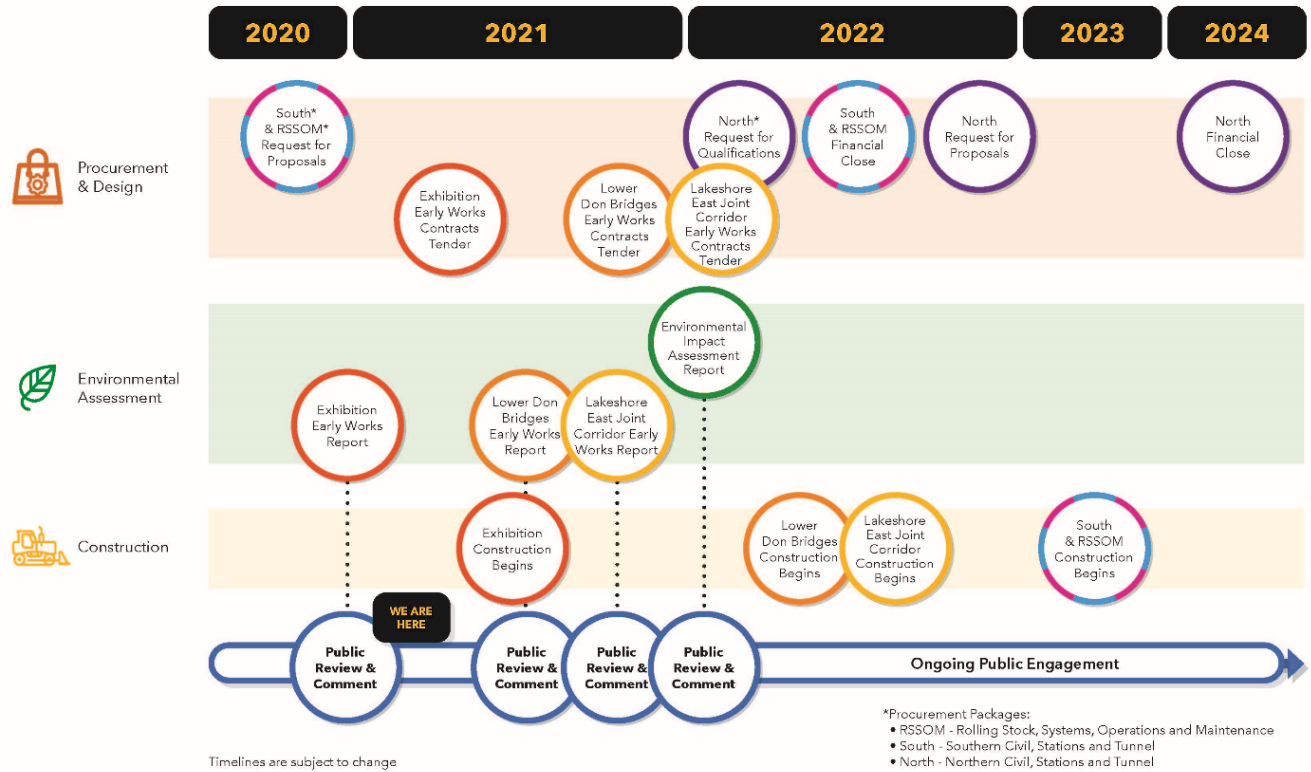 2020
2021
2022
2023
2024
Procurement
& Design
South*
& RSSOM*
Request for
Proposals
Exhibition
Early Works
Contracts
Tender
Lower
Don Bridges
Early Works
Contracts
Tender
North*
Request for
Qualifications
Lakeshore
East Joint
Corridor
Early Works
Contracts
Tender
South
& RSSOM
Financial
Close
North
Request for
Proposals
North
Financial
Close
Environmental
Assessment
Exhibition
Early Works
Report
Lower Don
Bridges
Early Works
Report
Lakeshore
East Joint
Corridor Early
Works Report
Environmental
Impact
Assessment
Report
Construction
Exhibition
Construction
Begins
Lower
Don Bridges
Construction
Begins
Lakeshore
East Joint
Corridor
Construction
Begins
South
& RSSOM
Construction
Begins
WE ARE
HERE
Public
Review &
Comment
Public
Review &
Comment
Public
Review &
Comment
Public
Review &
Comment
Ongoing Public Engagement
*Procurement Packages:
• RSSOM - Rolling Stock, Systems, Operations and Maintenance
• South - Southern Civil, Stations and Tunnel
• North - Northern Civil, Stations and Tunnel
Timelines are subject to change